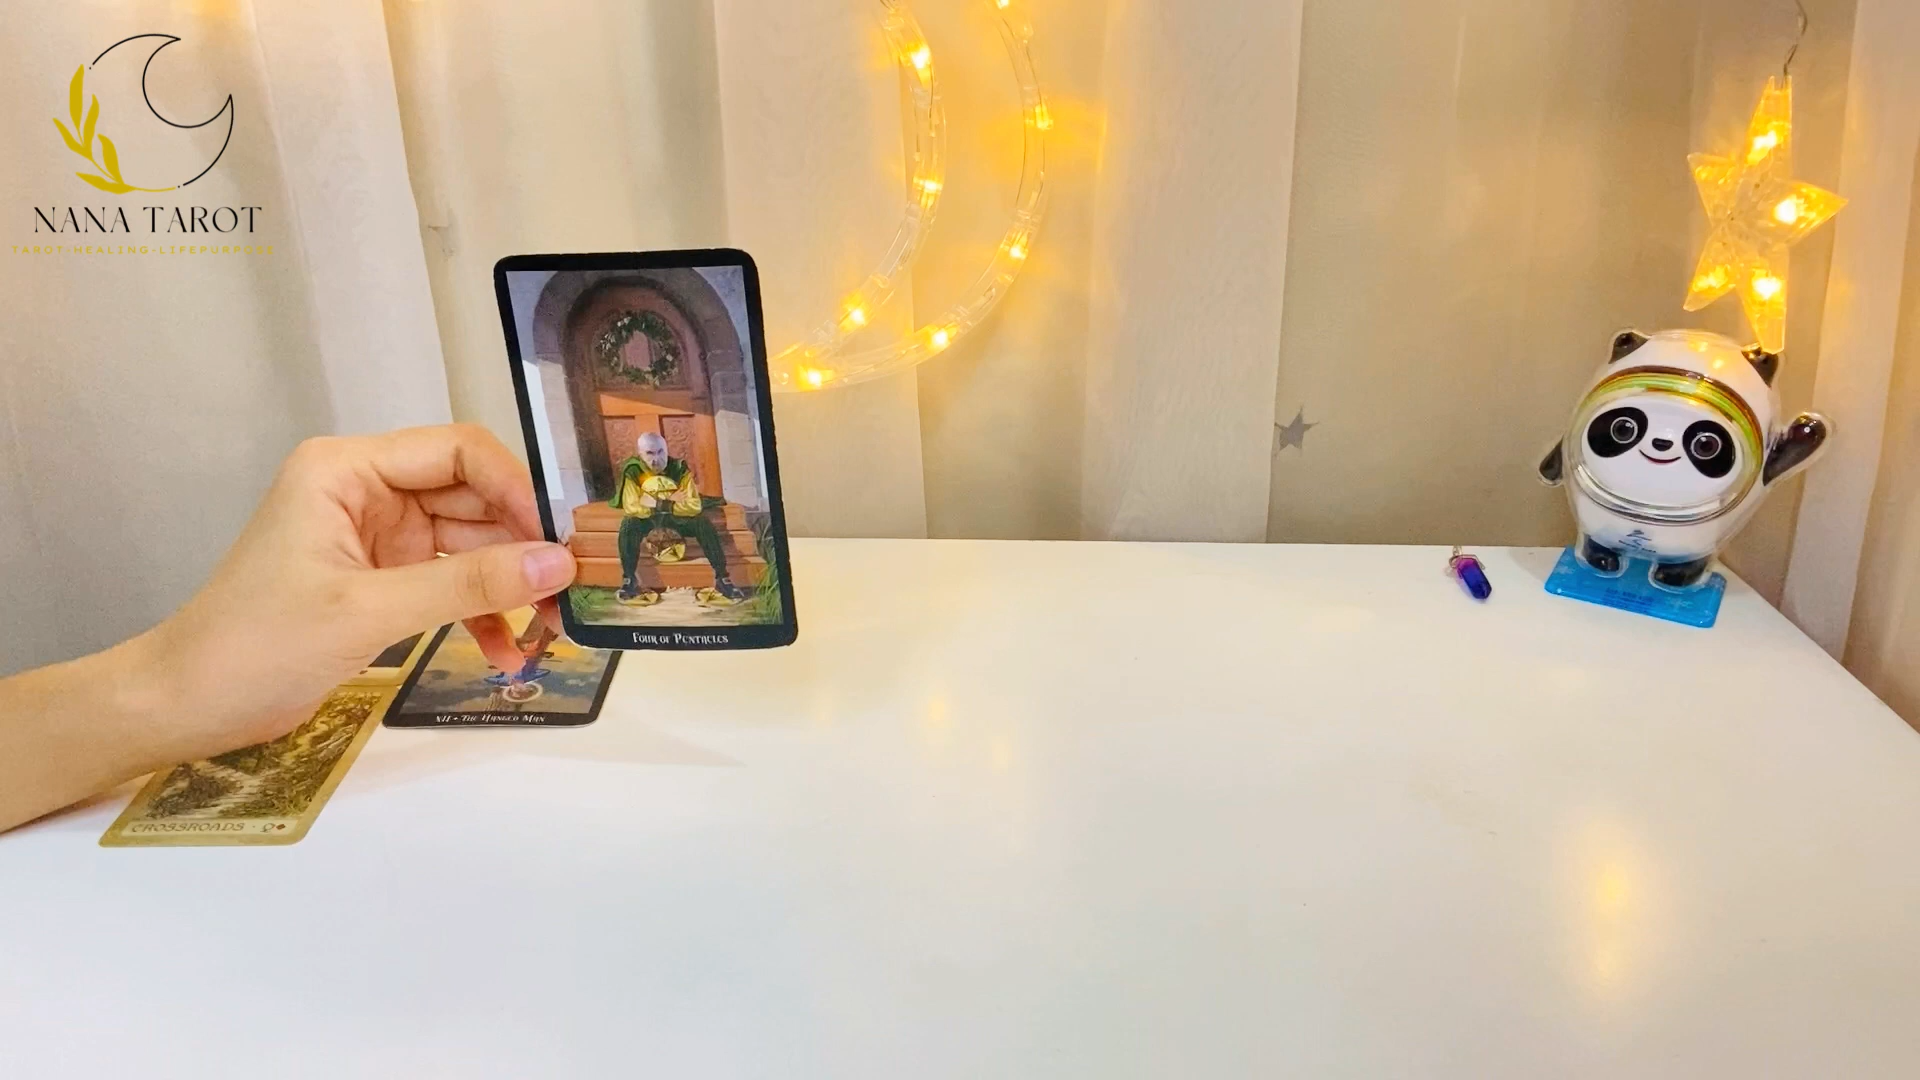 NANA TAROT
TAROT-HEALING-LIFEPURPOSE
FOUR OF PENTACLES
XII • THE HANGED MAN
CROSSROADS